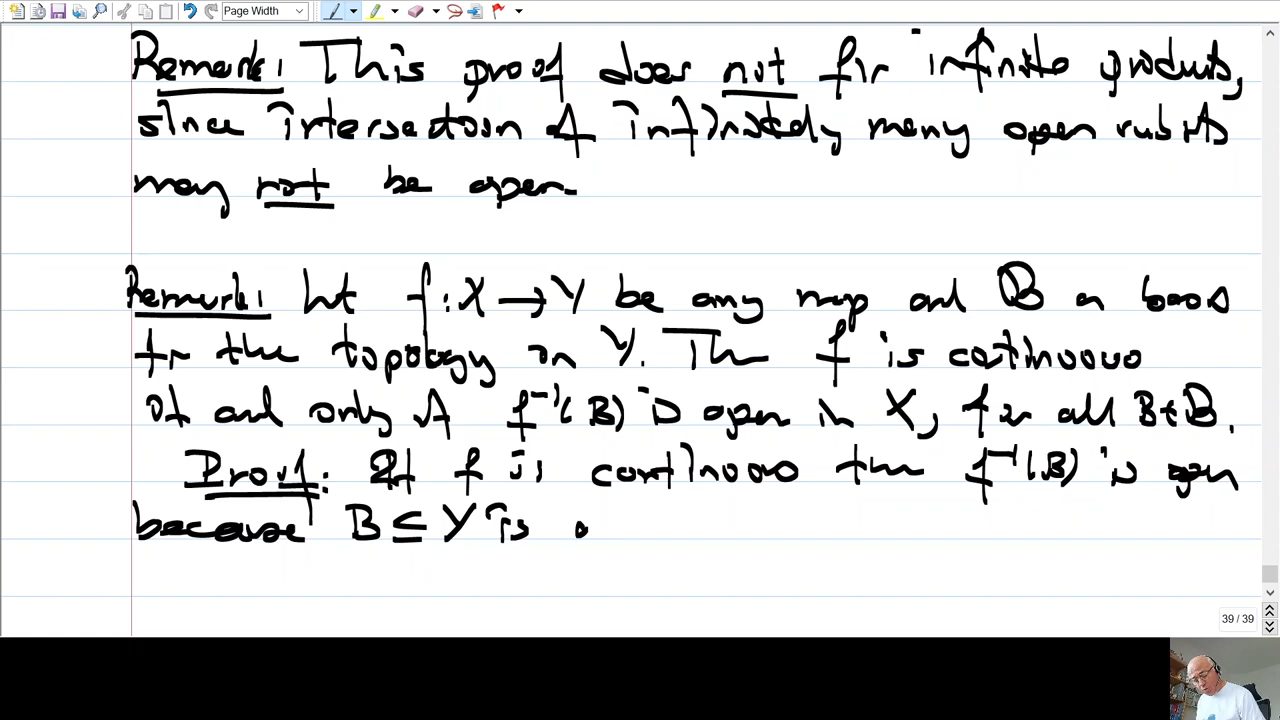 Page Width
Remark: This proof does not for infinite products,
since intersection of infinitely many open subsets
may not be open.
Remark: Let f: X → Y be any map and B a basis
for the topology on Y. Then f is continuous
if and only if f⁻¹(B) is open in X, for all B ∈ B.
Proof: If f is continuous then f⁻¹(B) is open
because B ⊆ Y is
39 / 39